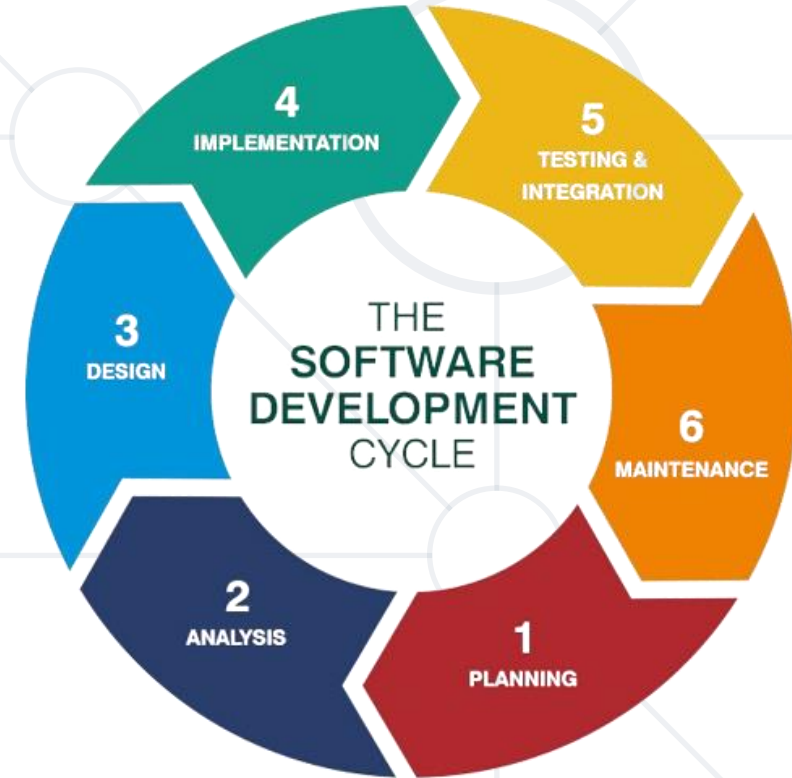 THE
SOFTWARE
DEVELOPMENT
CYCLE
1
PLANNING
2
ANALYSIS
3
DESIGN
4
IMPLEMENTATION
5
TESTING &
INTEGRATION
6
MAINTENANCE